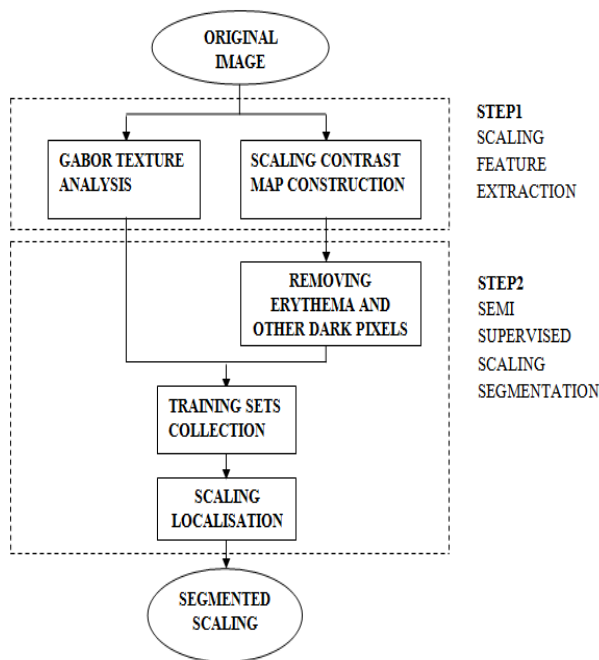 ORIGINAL
IMAGE
GABOR TEXTURE
ANALYSIS
SCALING CONTRAST
MAP CONSTRUCTION
STEP1
SCALING
FEATURE
EXTRACTION
REMOVING
ERYTHEMA AND
OTHER DARK PIXELS
STEP2
SEMI
SUPERVISED
SCALING
SEGMENTATION
TRAINING SETS
COLLECTION
SCALING
LOCALISATION
SEGMENTED
SCALING